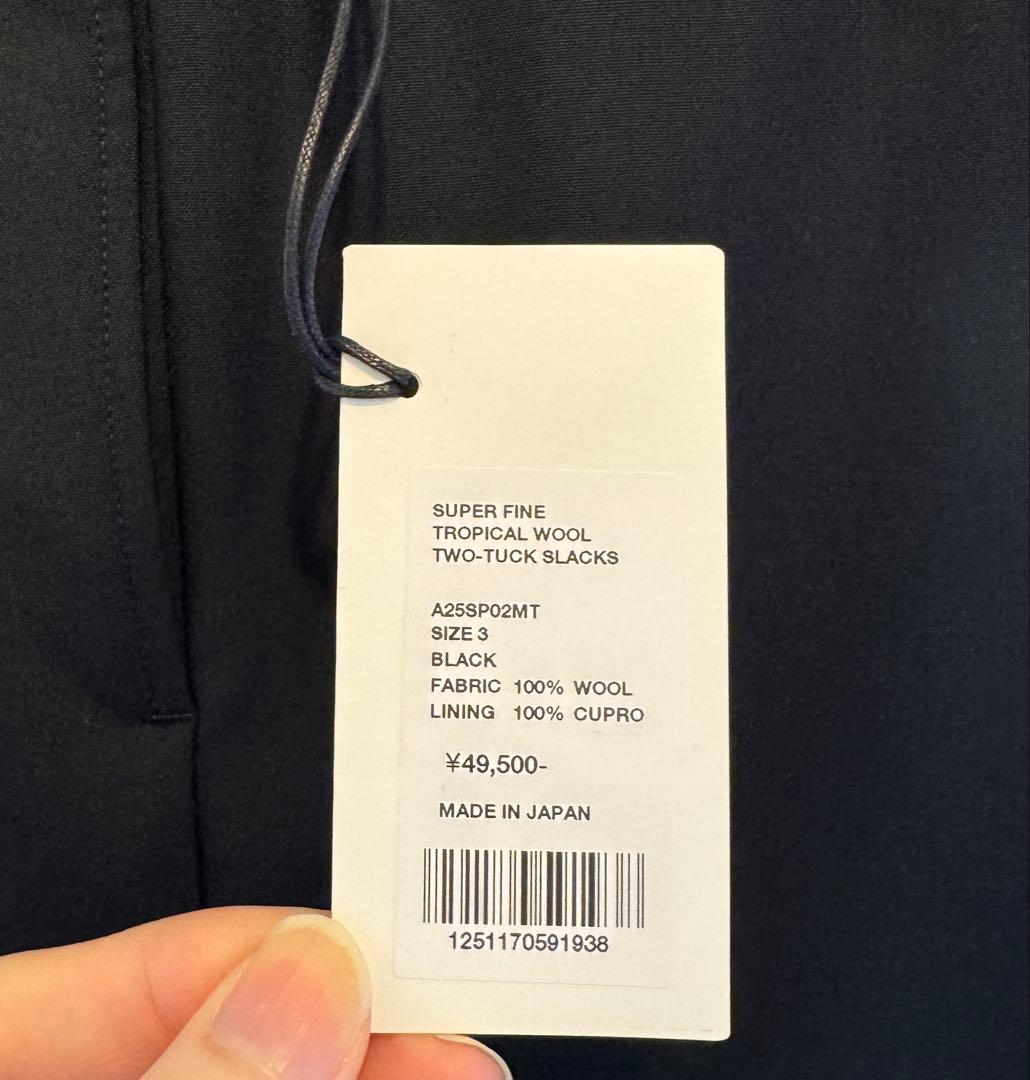 SUPER FINE
TROPICAL WOOL
TWO-TUCK SLACKS
A25SP02MT
SIZE 3
BLACK
FABRIC 100% WOOL
LINING 100% CUPRO
¥49,500-
MADE IN JAPAN
1251170591938